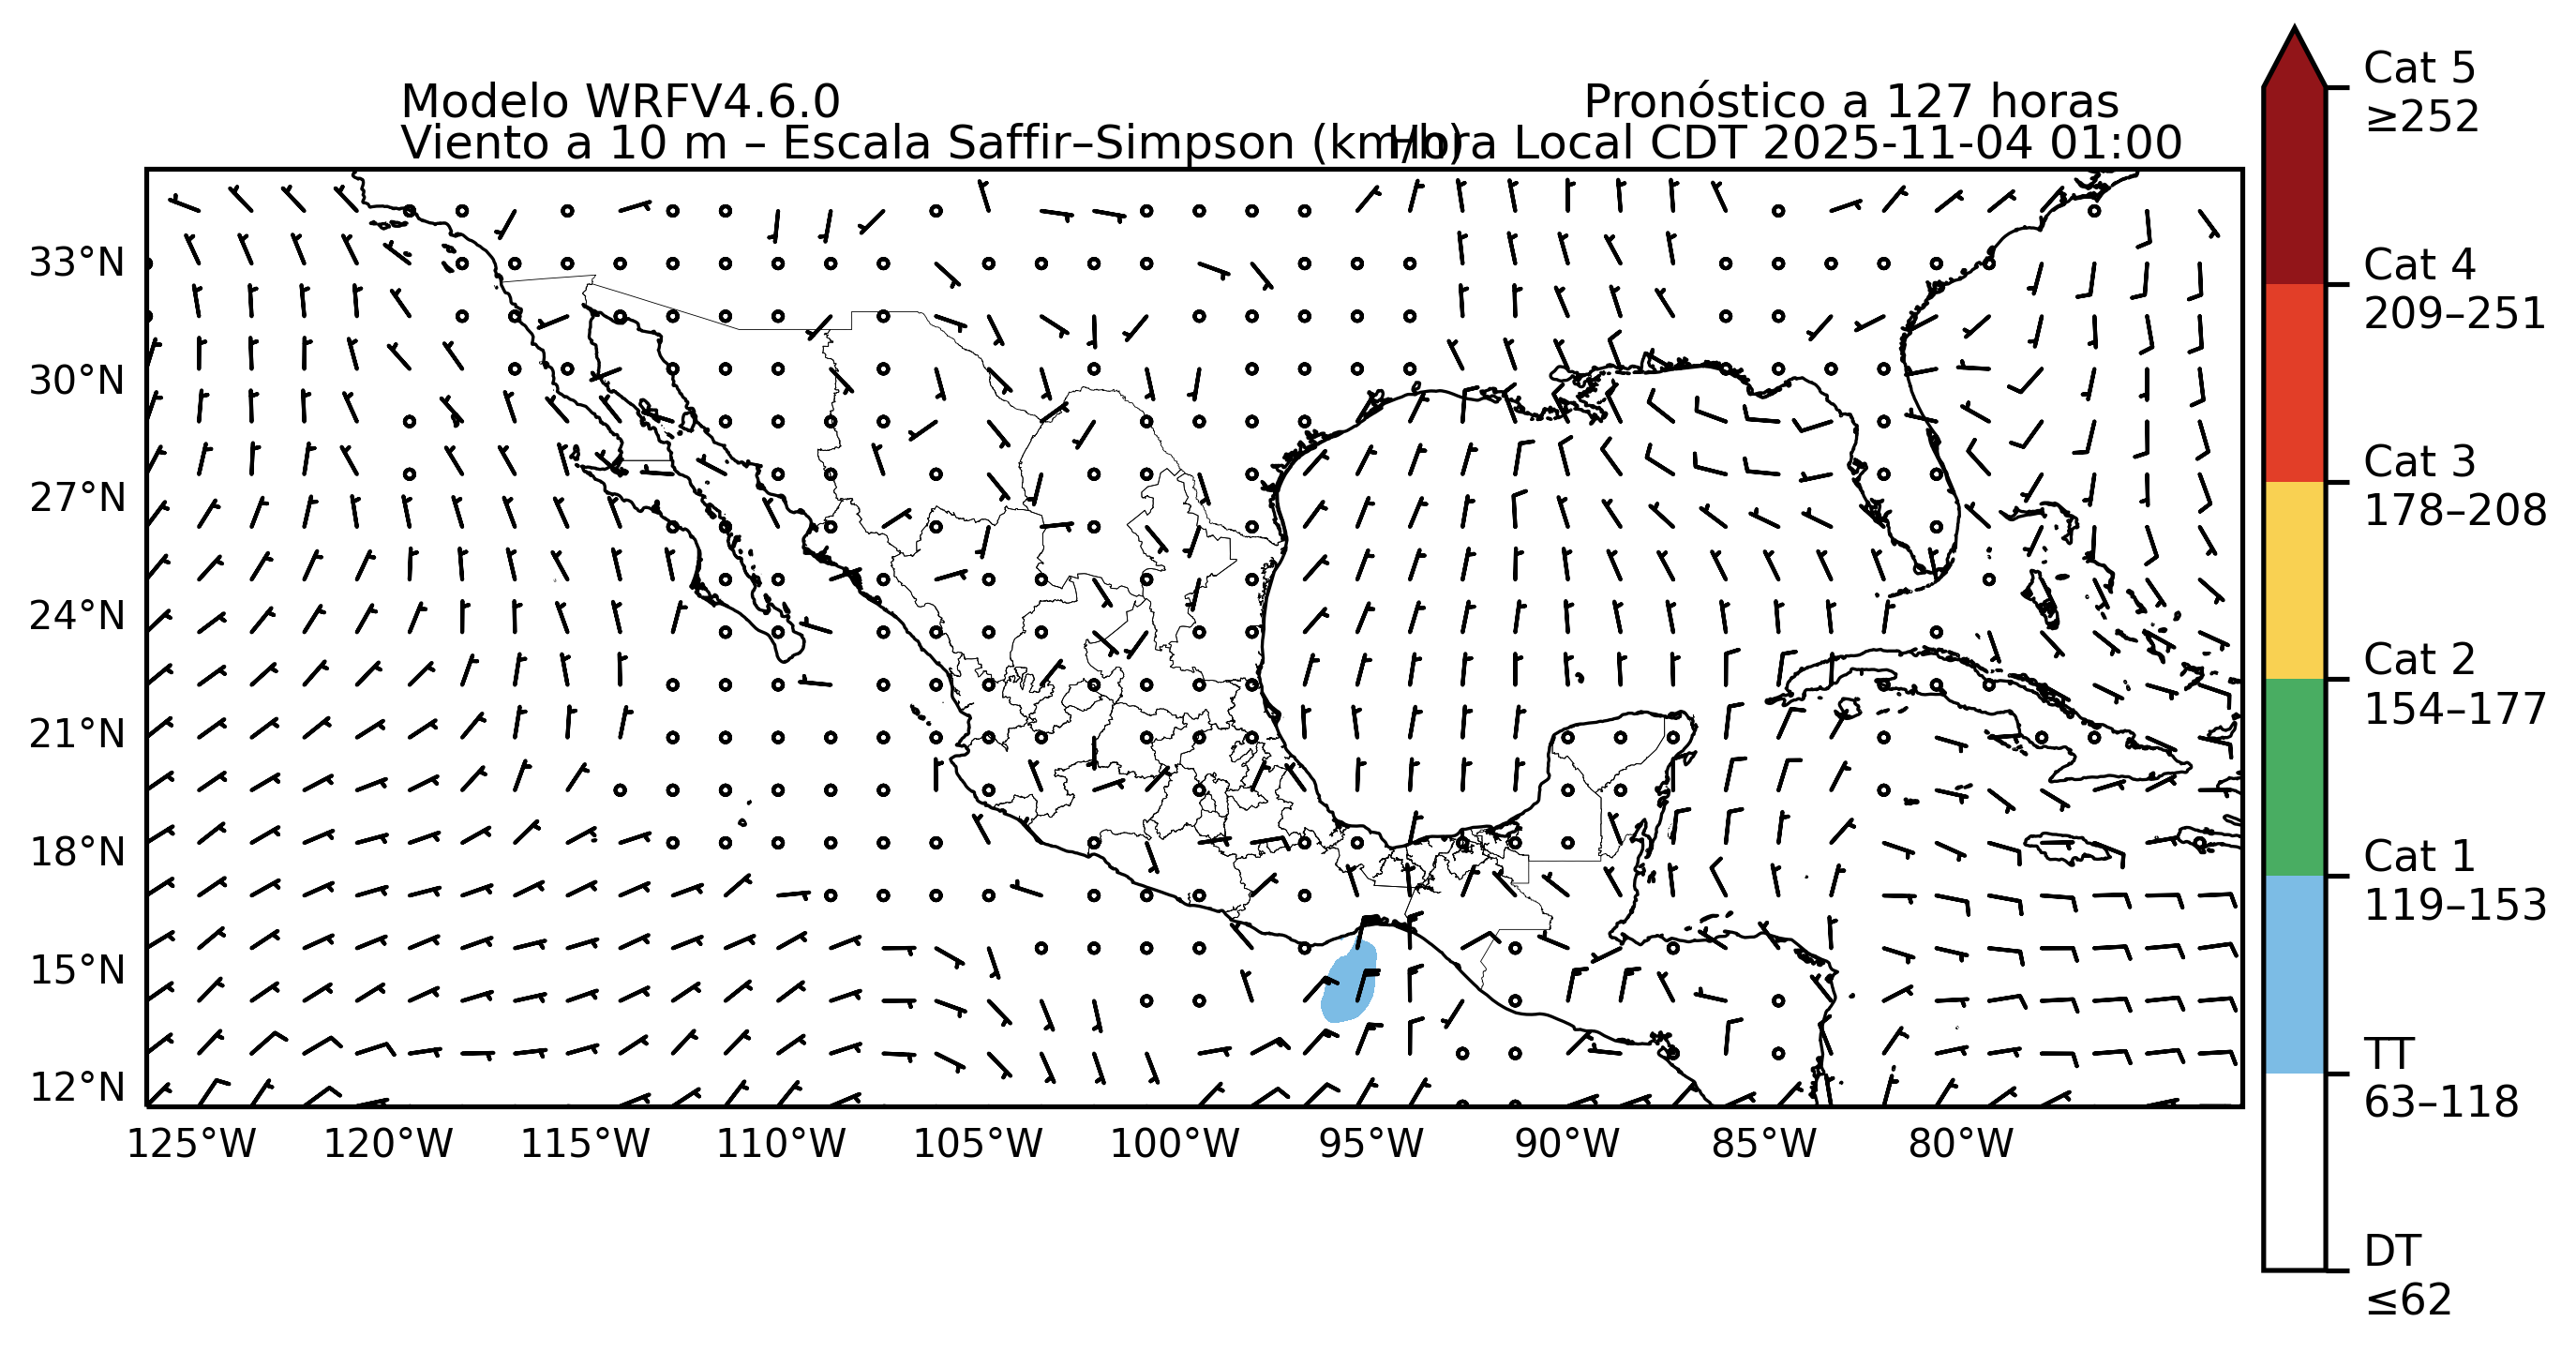 Modelo WRFV4.6.0
Pronóstico a 127 horas
Viento a 10 m – Escala Saffir–Simpson (km/h)
Hora Local CDT 2025-11-04 01:00
33°N
30°N
27°N
24°N
21°N
18°N
15°N
12°N
125°W
120°W
115°W
110°W
105°W
100°W
95°W
90°W
85°W
80°W
Cat 5
≥252
Cat 4
209–251
Cat 3
178–208
Cat 2
154–177
Cat 1
119–153
TT
63–118
DT
≤62